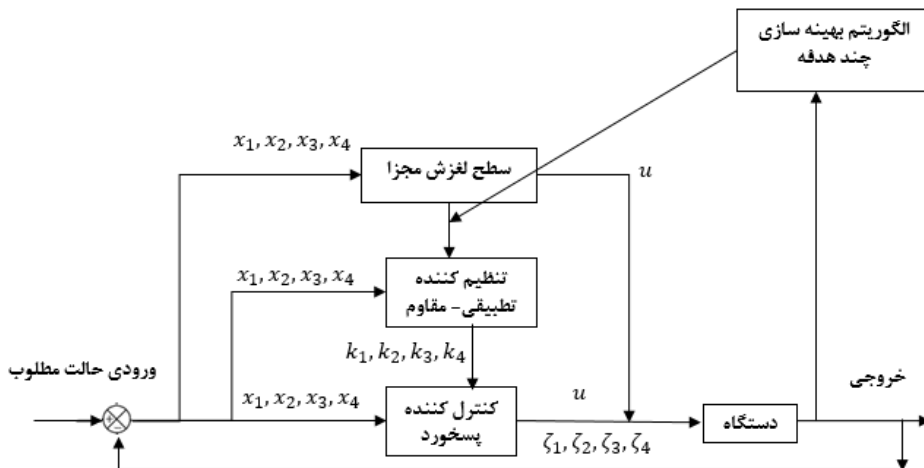 الگوریتم بهینه سازی
چند هدفه
x₁, x₂, x₃, x₄
سطح لغزش مجزا
u
x₁, x₂, x₃, x₄
تنظیم کننده
تطبیقی- مقاوم
k₁, k₂, k₃, k₄
ورودی حالت مطلوب
x₁, x₂, x₃, x₄
کنترل کننده
پسخورد
u
ζ₁, ζ₂, ζ₃, ζ₄
دستگاه
خروجی